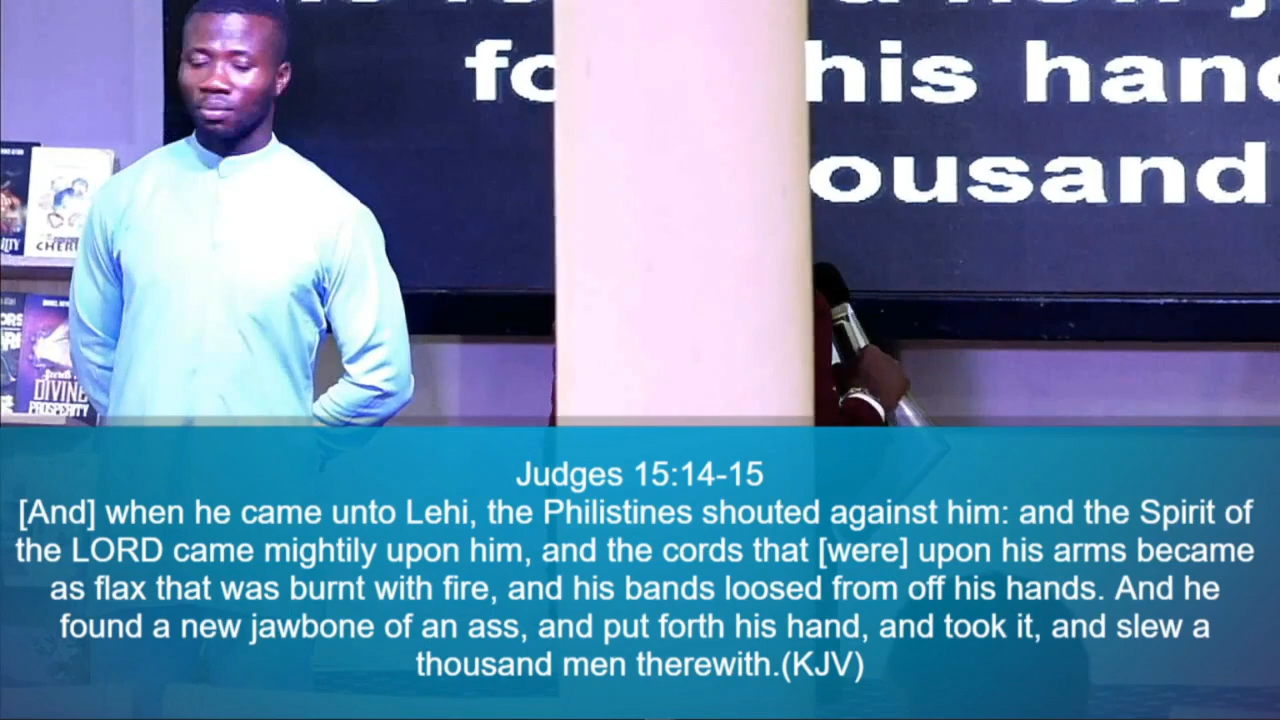 his hand
ousand
CHERI
DIVINE
PROSPERITY
Judges 15:14-15
[And] when he came unto Lehi, the Philistines shouted against him: and the Spirit of
the LORD came mightily upon him, and the cords that [were] upon his arms became
as flax that was burnt with fire, and his bands loosed from off his hands. And he
found a new jawbone of an ass, and put forth his hand, and took it, and slew a
thousand men therewith.(KJV)